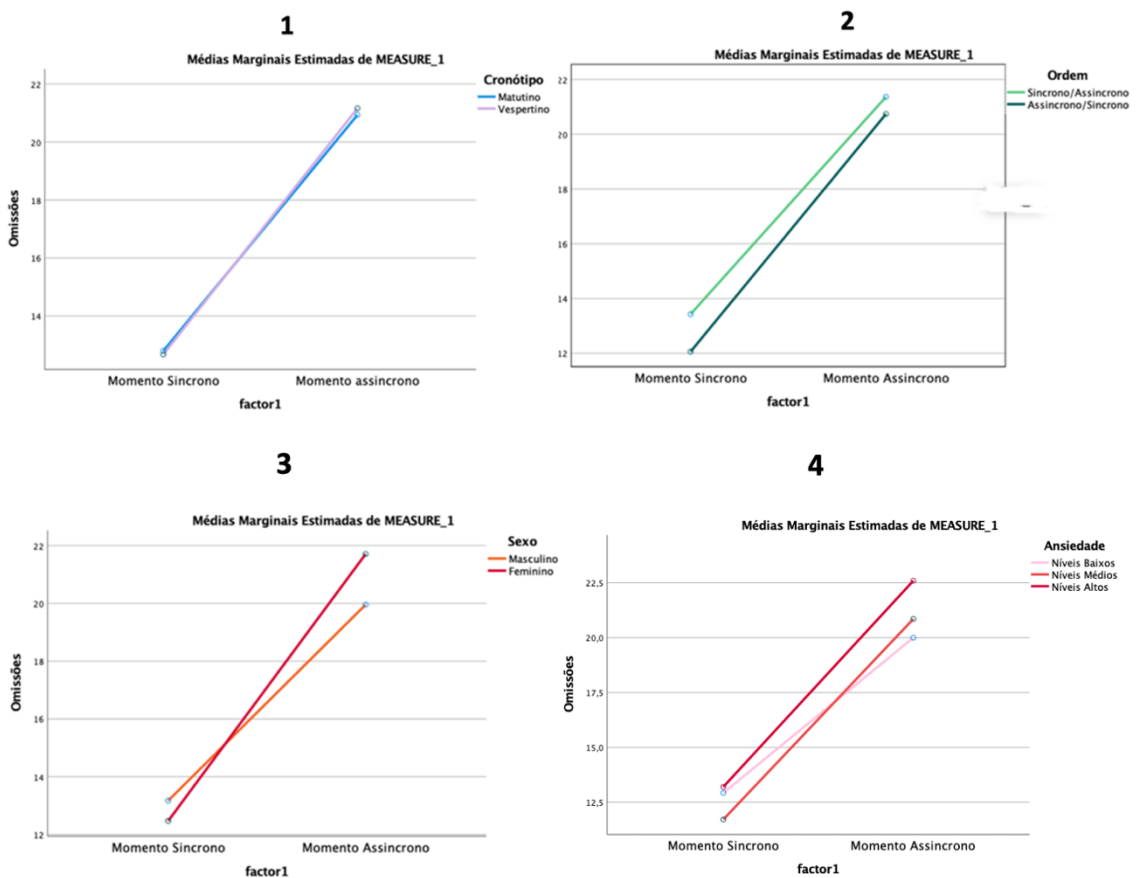 1
Médias Marginais Estimadas de MEASURE_1
Cronótipo
Matutino
Vespertino
22
20
18
16
14
Omissões
Momento Sincrono
Momento assincrono
factor1
2
Médias Marginais Estimadas de MEASURE_1
Ordem
Sincrono/Assincrono
Assincrono/Sincrono
22
20
18
16
14
12
Momento Sincrono
Momento Assincrono
factor1
3
Médias Marginais Estimadas de MEASURE_1
Sexo
Masculino
Feminino
22
20
18
16
14
12
Omissões
Momento Sincrono
Momento Assincrono
factor1
4
Médias Marginais Estimadas de MEASURE_1
Ansiedade
Níveis Baixos
Níveis Médios
Níveis Altos
22,5
20,0
17,5
15,0
12,5
Omissões
Momento Sincrono
Momento Assincrono
factor1